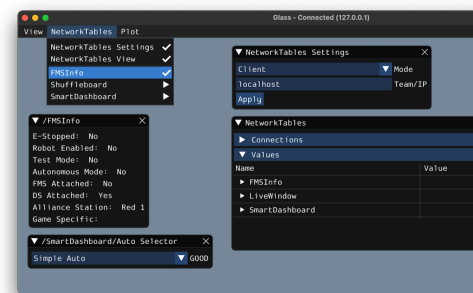 Glass - Connected (127.0.0.1)
View NetworkTables Plot
NetworkTables Settings
NetworkTables View
FMSInfo
Shuffleboard
SmartDashboard
NetworkTables Settings
Client Mode
localhost Team/IP
Apply
/FMSInfo
E-Stopped: No
Robot Enabled: No
Test Mode: No
Autonomous Mode: No
FMS Attached: No
DS Attached: Yes
Alliance Station: Red 1
Game Specific:
NetworkTables
Connections
Values
Name Value
FMSInfo
LiveWindow
SmartDashboard
/SmartDashboard/Auto Selector
Simple Auto GOOD